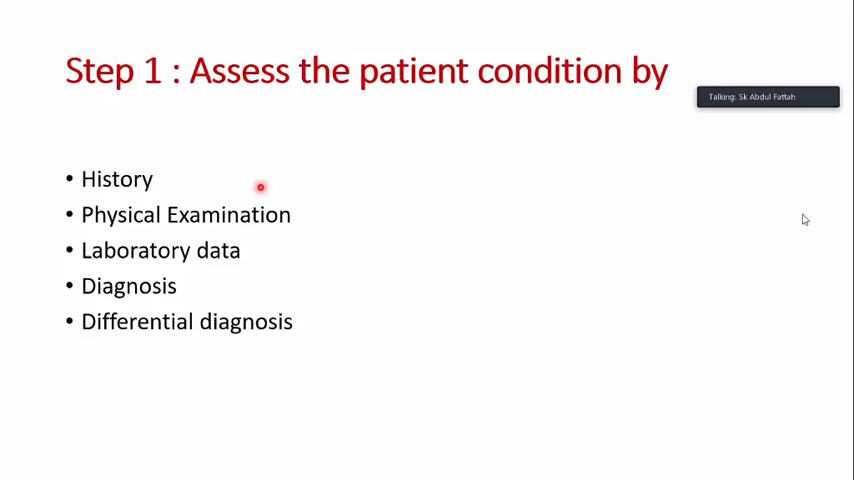 Step 1 : Assess the patient condition by
Talking: Sk Abdul Fattah
• History
• Physical Examination
• Laboratory data
• Diagnosis
• Differential diagnosis